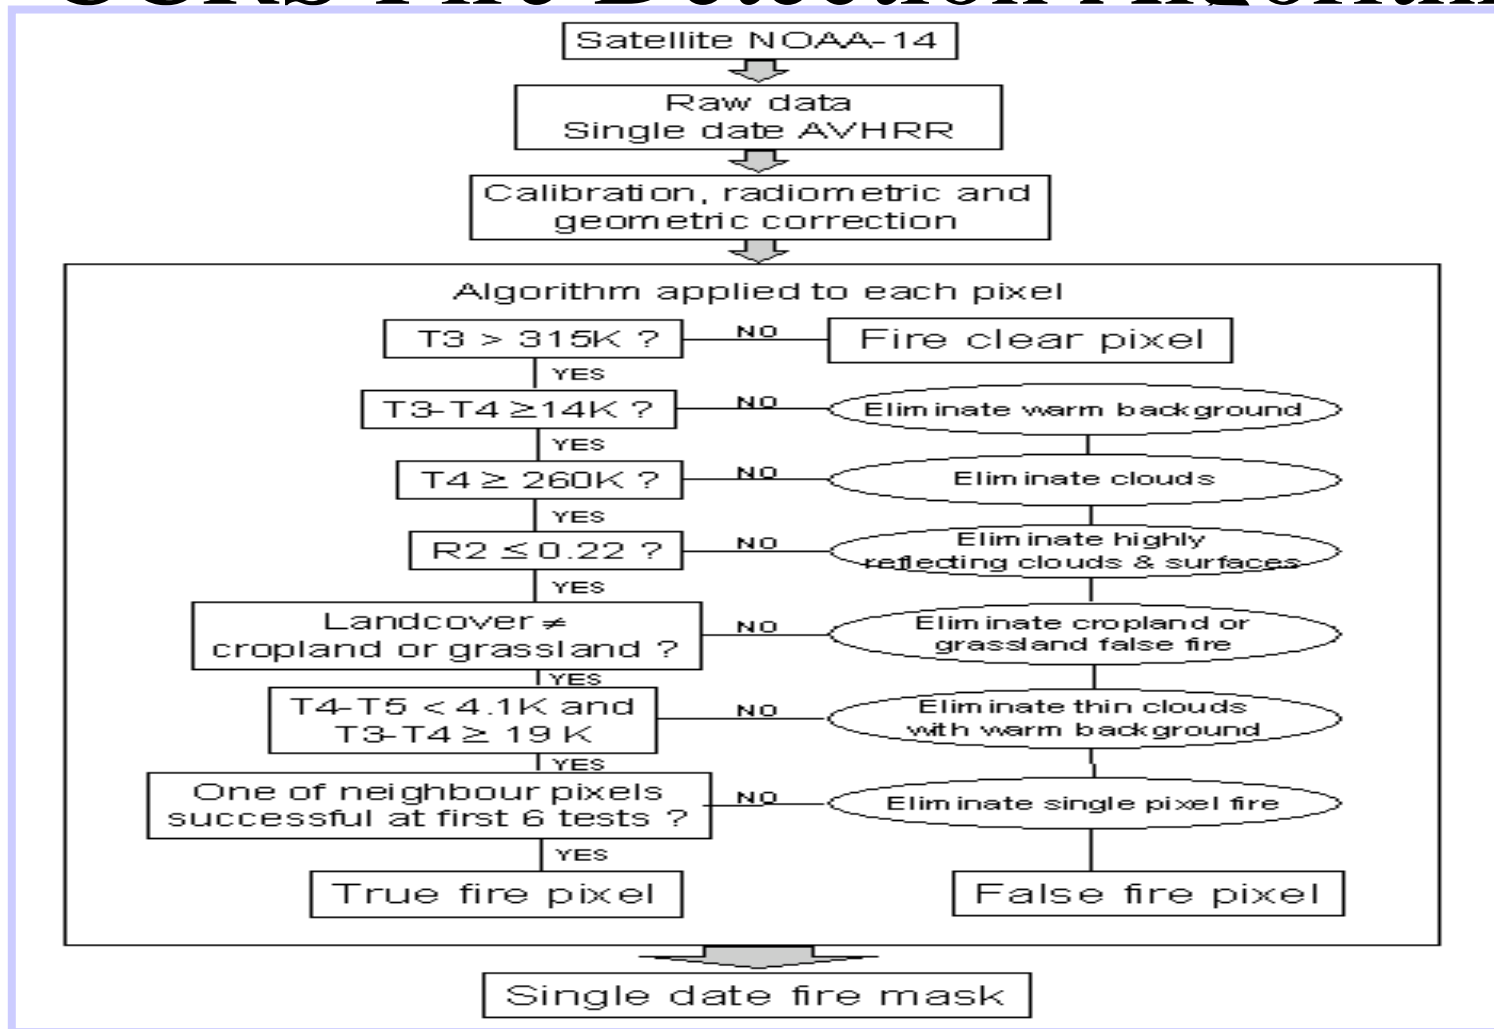 CCRS Fire Detection Algorithm
Satellite NOAA-14
Raw data
Single date AVHRR
Calibration, radiometric and
geometric correction
Algorithm applied to each pixel
T3 > 315K ?
NO
Fire clear pixel
YES
T3-T4 ≥14K ?
NO
Eliminate warm background
YES
T4 ≥ 260K ?
NO
Eliminate clouds
YES
R2 ≤ 0.22 ?
NO
Eliminate highly
reflecting clouds & surfaces
YES
Landcover ≠
cropland or grassland ?
NO
Eliminate cropland or
grassland false fire
YES
T4-T5 < 4.1K and
T3-T4 ≥ 19 K
NO
Eliminate thin clouds
with warm background
YES
One of neighbour pixels
successful at first 6 tests ?
NO
Eliminate single pixel fire
YES
True fire pixel
False fire pixel
Single date fire mask